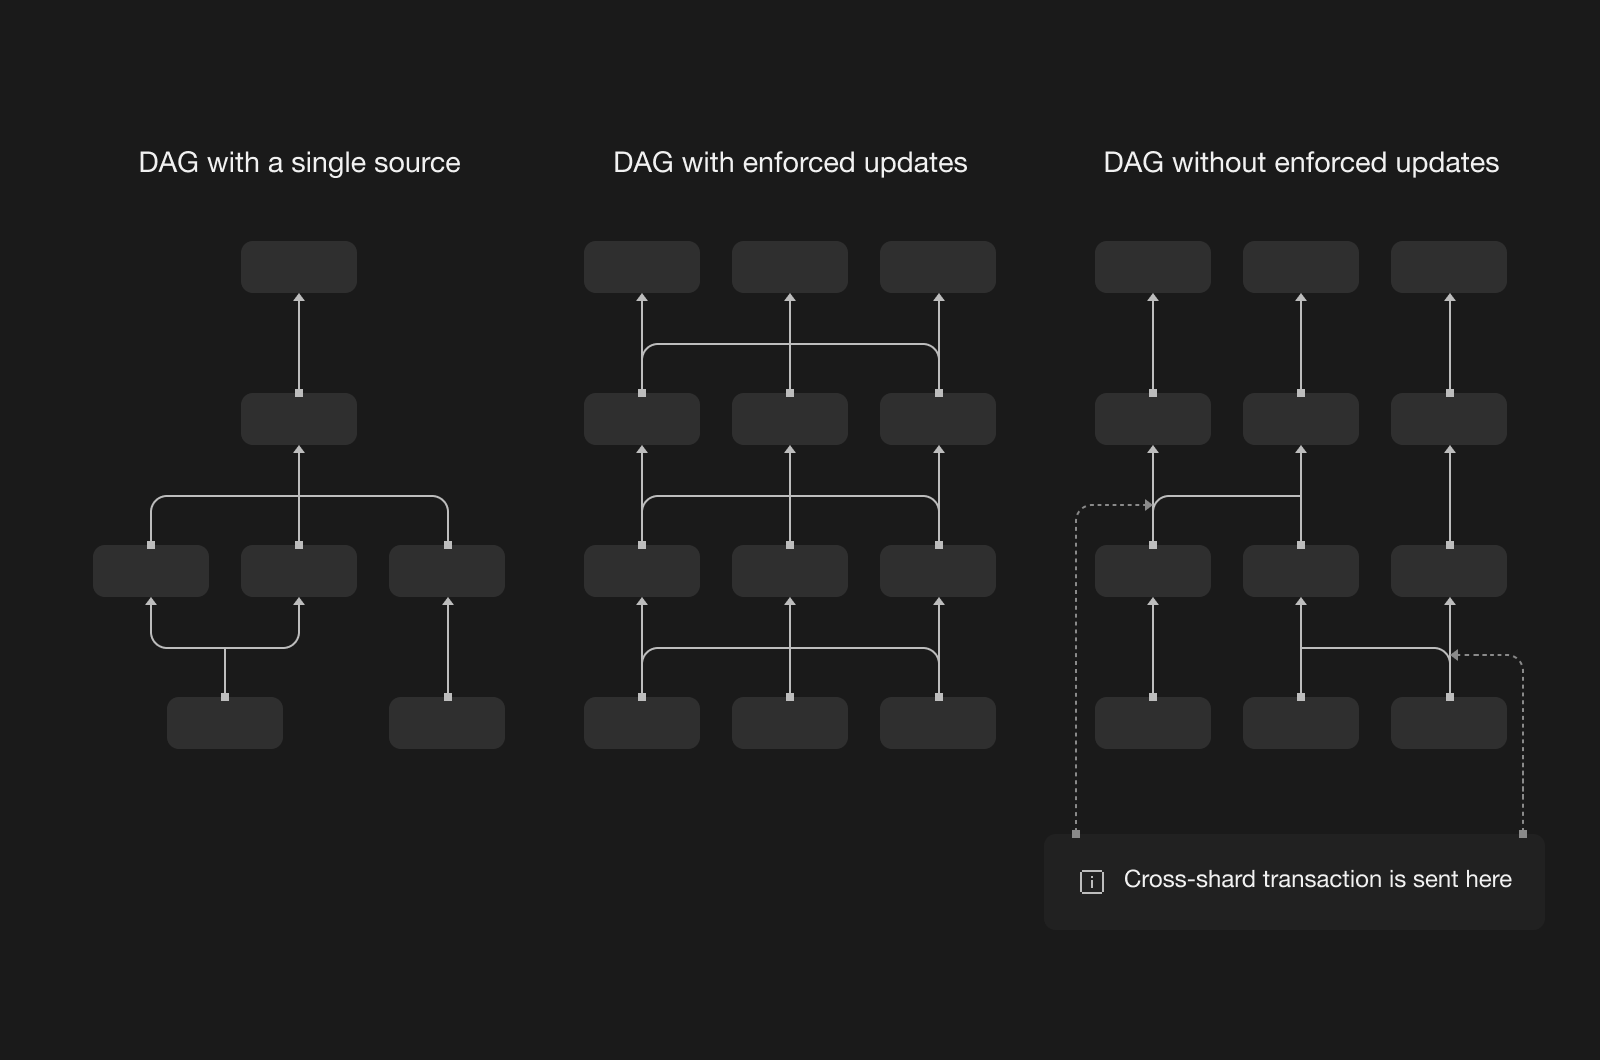 DAG with a single source
DAG with enforced updates
DAG without enforced updates
Cross-shard transaction is sent here